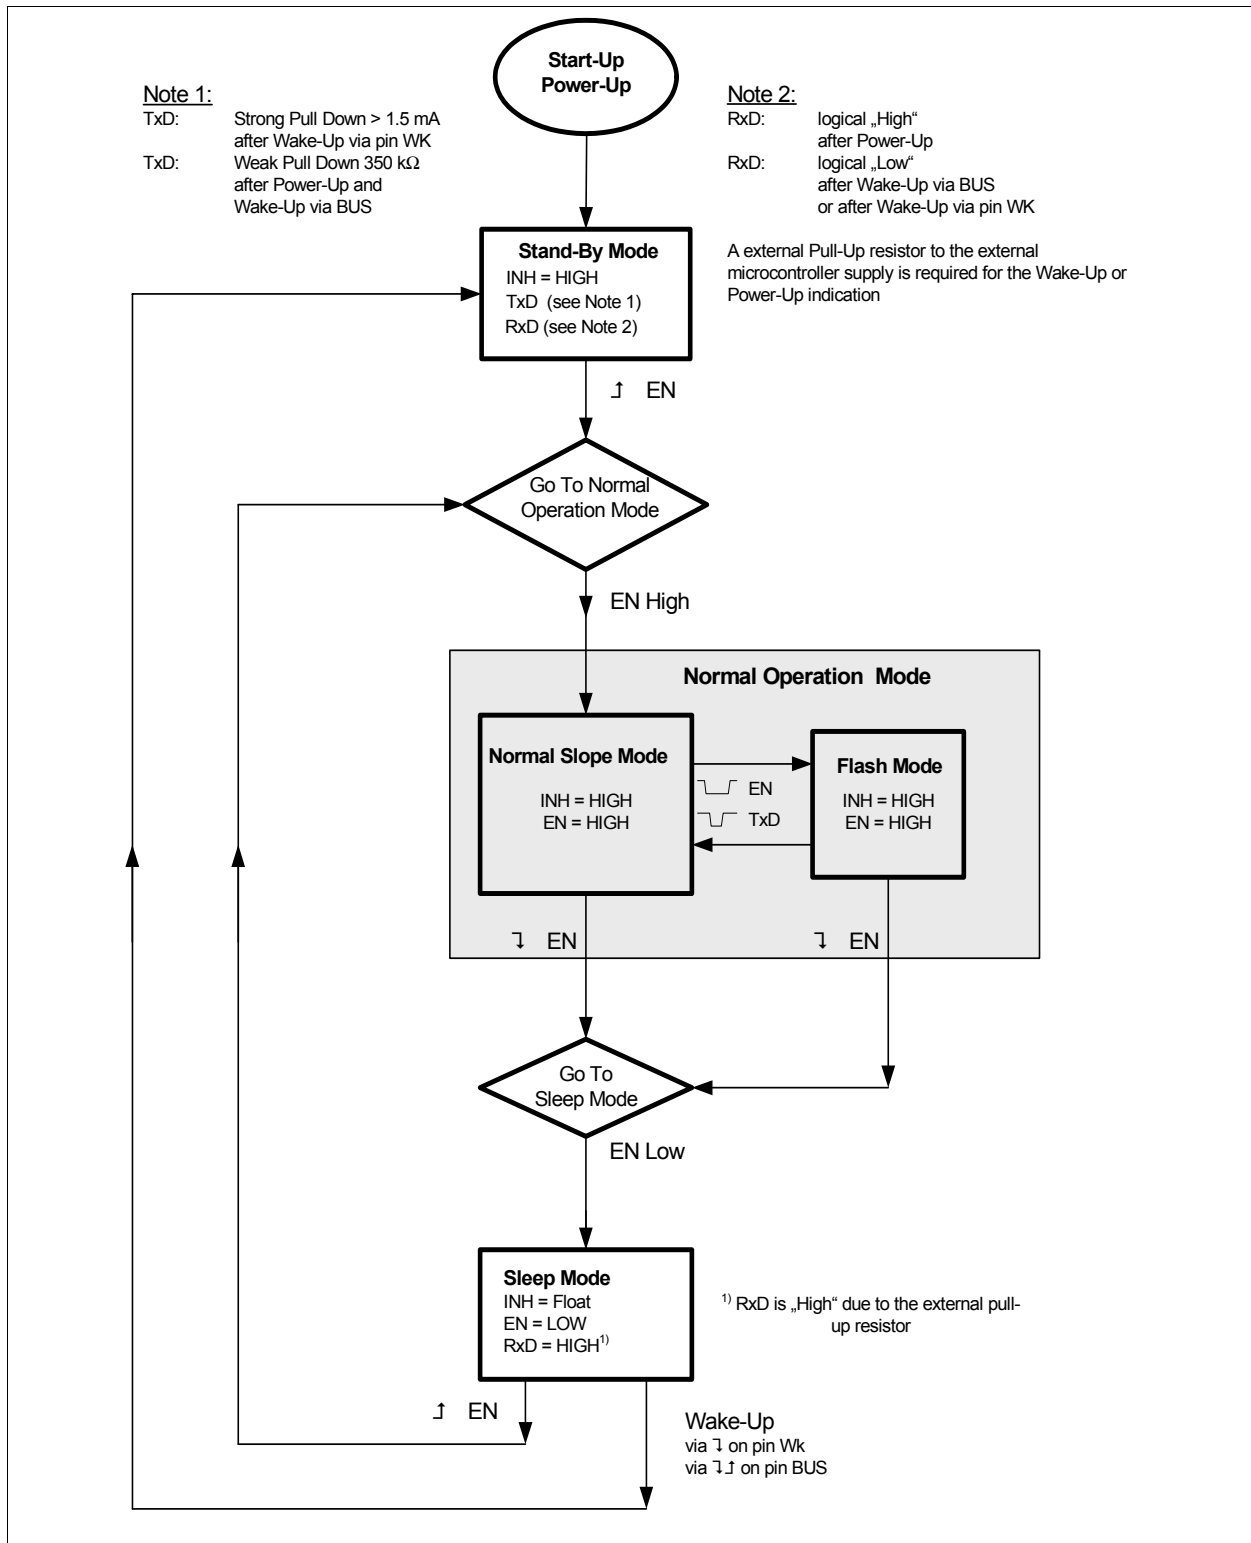 Start-Up
Power-Up
Note 1:
TxD: Strong Pull Down > 1.5 mA
after Wake-Up via pin WK
TxD: Weak Pull Down 350 kΩ
after Power-Up and
Wake-Up via BUS
Note 2:
RxD: logical „High“
after Power-Up
RxD: logical „Low“
after Wake-Up via BUS
or after Wake-Up via pin WK
A external Pull-Up resistor to the external
microcontroller supply is required for the Wake-Up or
Power-Up indication
Stand-By Mode
INH = HIGH
TxD (see Note 1)
RxD (see Note 2)
EN
Go To Normal
Operation Mode
EN High
Normal Operation Mode
Normal Slope Mode
INH = HIGH
EN = HIGH
EN
TxD
Flash Mode
INH = HIGH
EN = HIGH
EN
EN
Go To
Sleep Mode
EN Low
Sleep Mode
INH = Float
EN = LOW
RxD = HIGH1)
1) RxD is „High“ due to the external pull-
up resistor
EN
Wake-Up
via on pin Wk
via on pin BUS